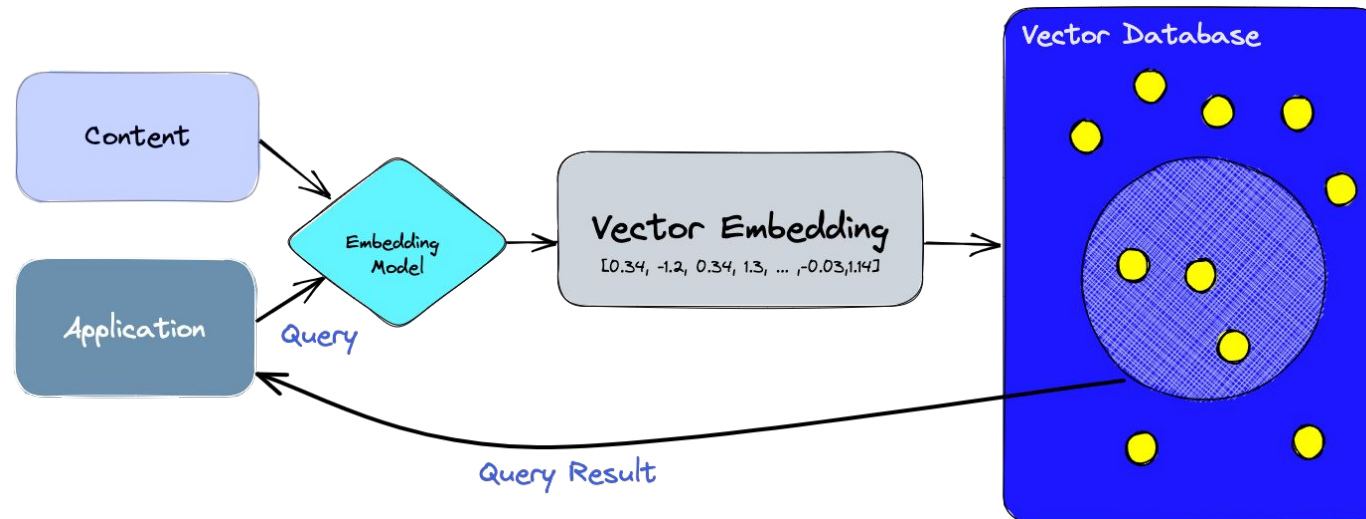 Vector Database
Content
Embedding
Model
Vector Embedding
[0.34, -1.2, 0.34, 1.3, ... ,-0.03,1.14]
Application
Query
Query Result